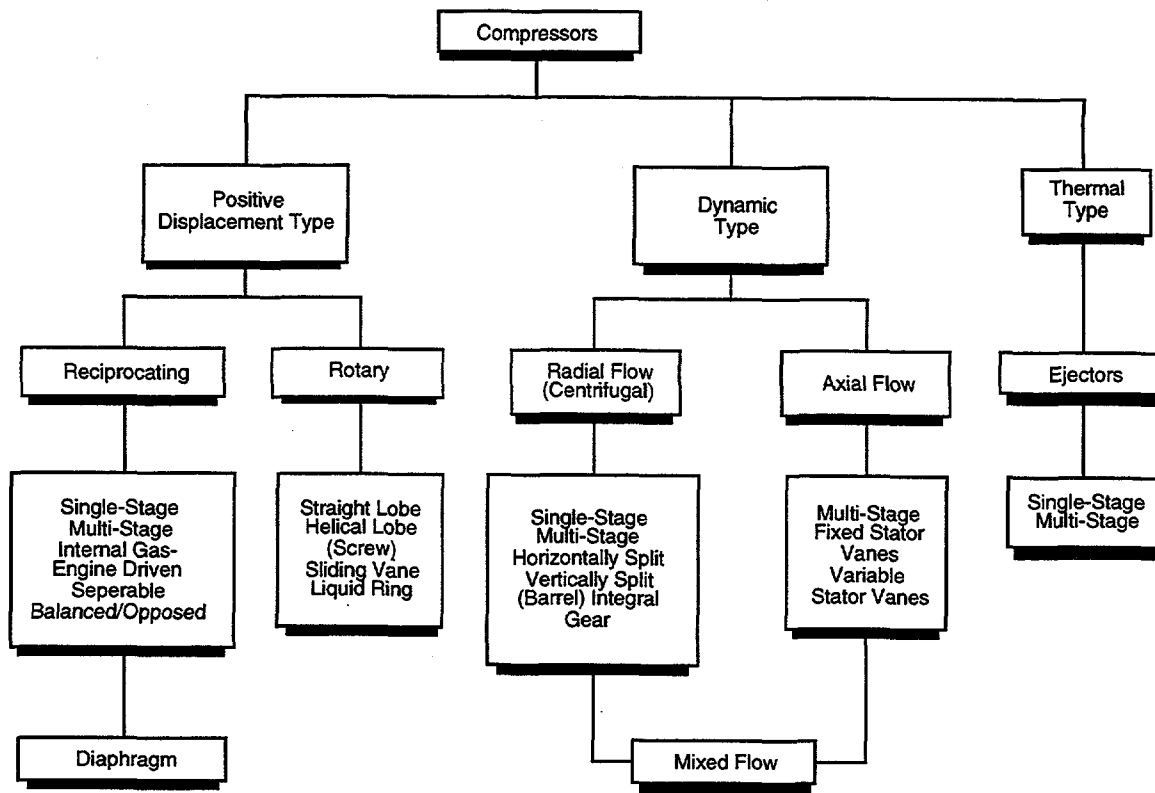 Compressors
Positive
Displacement Type
Dynamic
Type
Thermal
Type
Reciprocating
Rotary
Radial Flow
(Centrifugal)
Axial Flow
Ejectors
Single-Stage
Multi-Stage
Internal Gas-
Engine Driven
Seperable
Balanced/Opposed
Straight Lobe
Helical Lobe
(Screw)
Sliding Vane
Liquid Ring
Single-Stage
Multi-Stage
Horizontally Split
Vertically Split
(Barrel) Integral
Gear
Multi-Stage
Fixed Stator
Vanes
Variable
Stator Vanes
Single-Stage
Multi-Stage
Diaphragm
Mixed Flow